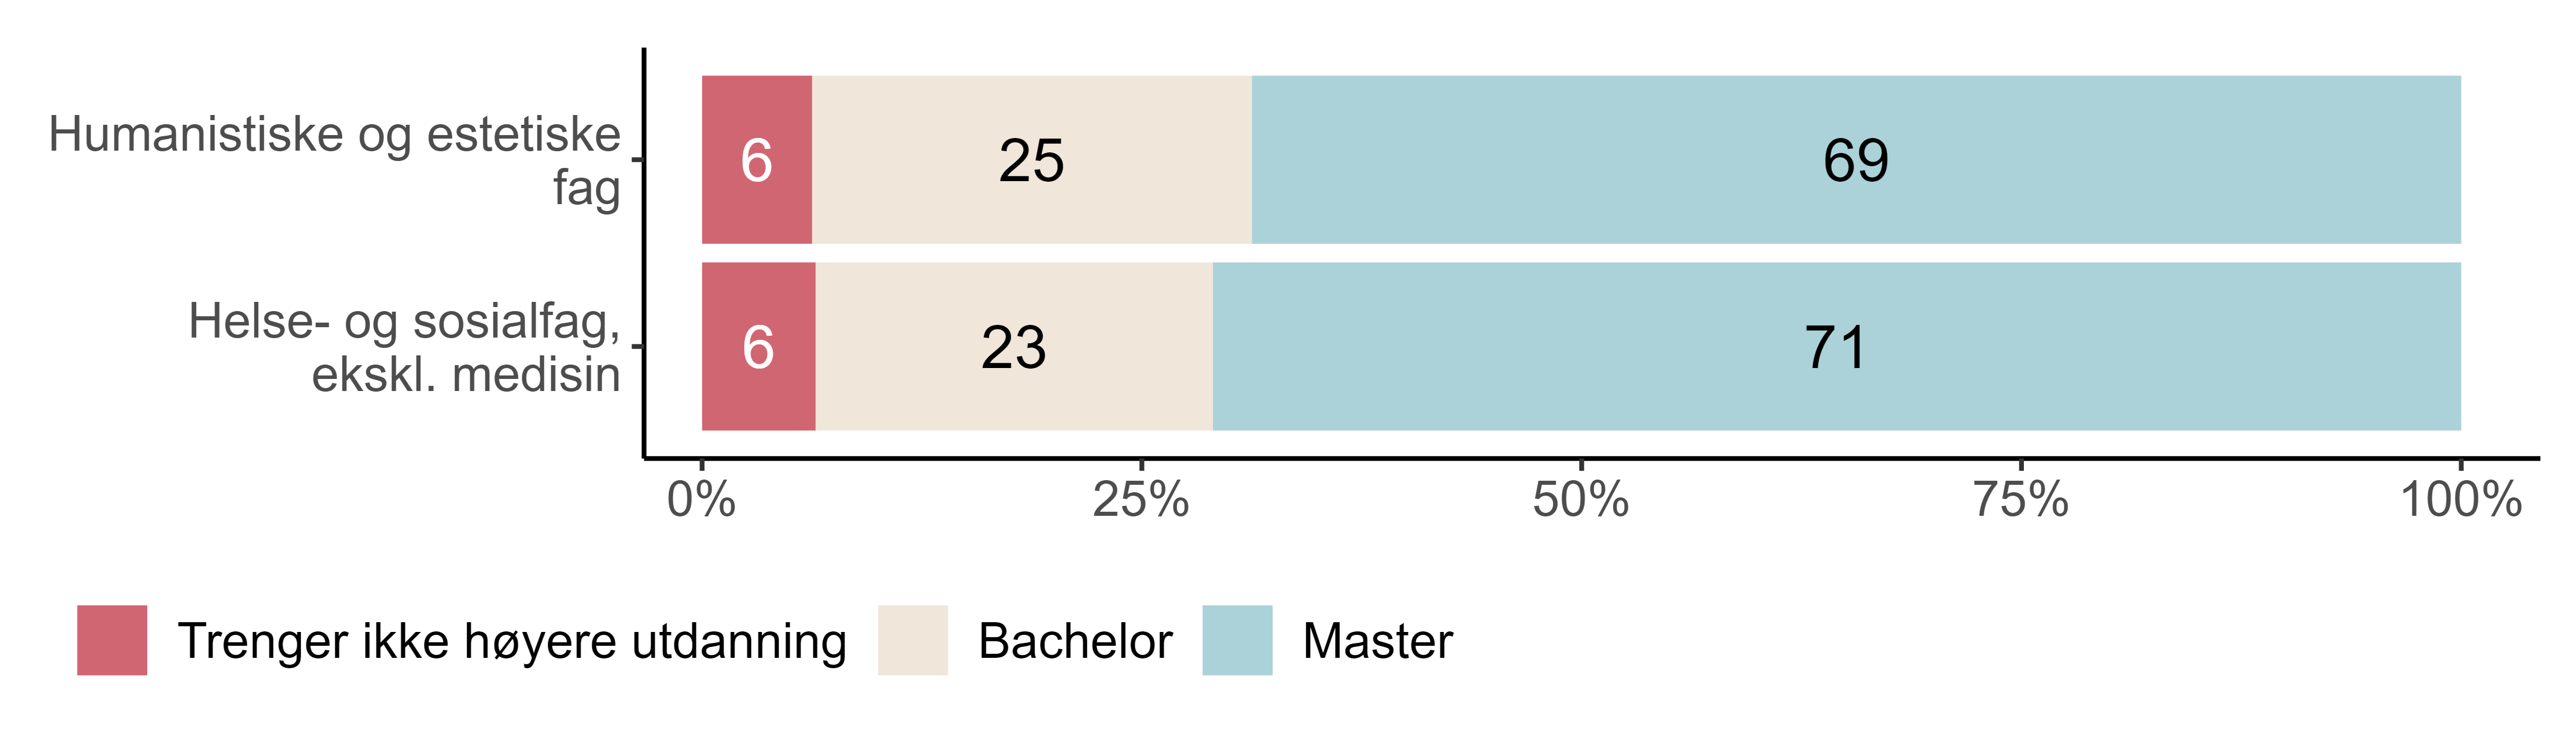 Humanistiske og estetiske
fag
6 25 69
Helse- og sosialfag,
ekskl. medisin
6 23 71
0% 25% 50% 75% 100%
Trenger ikke høyere utdanning Bachelor Master